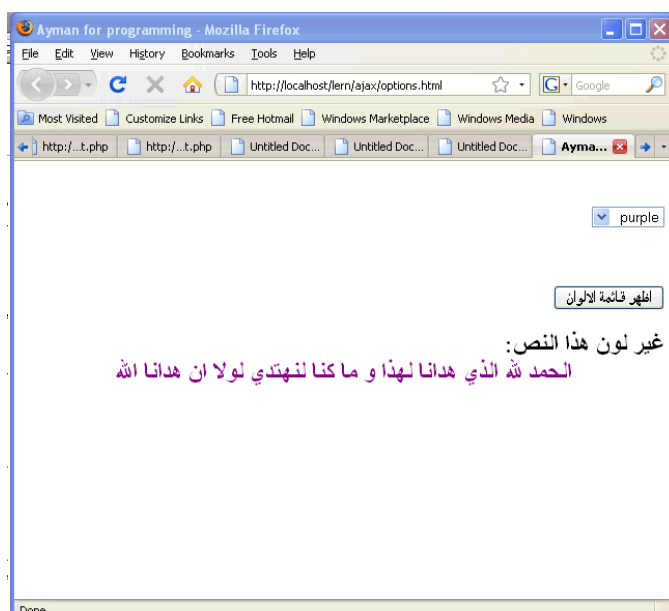 Ayman for programming - Mozilla Firefox
File Edit View History Bookmarks Tools Help
http://localhost/lern/ajax/options.html
G Google
Most Visited Customize Links Free Hotmail Windows Marketplace Windows Media Windows
http:/...t.php http:/...t.php Untitled Doc... Untitled Doc... Untitled Doc... Ayma...
purple
اظهر قائمة الالوان
غير لون هذا النص:
الحمد لله الذي هدانا لهذا و ما كنا لنهتدي لولا ان هدانا الله
Done